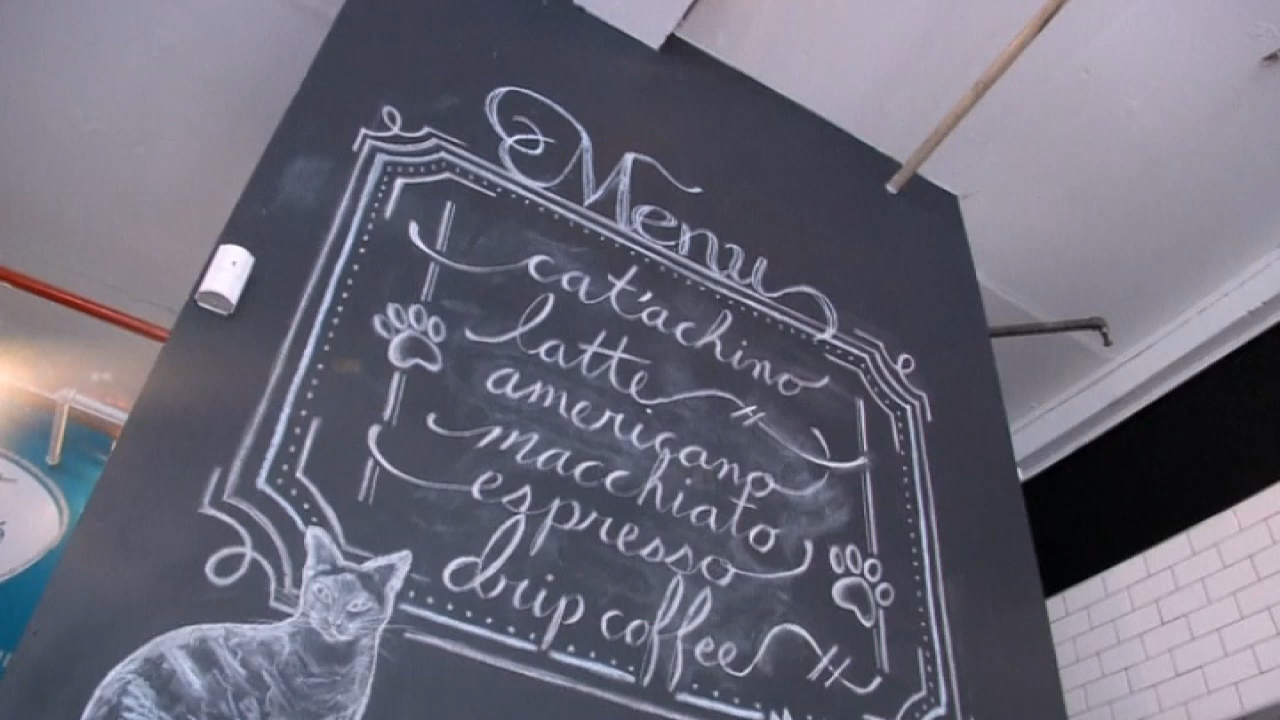 Menu
cat'achino
latte
americano
macchiato
espresso
drip coffee